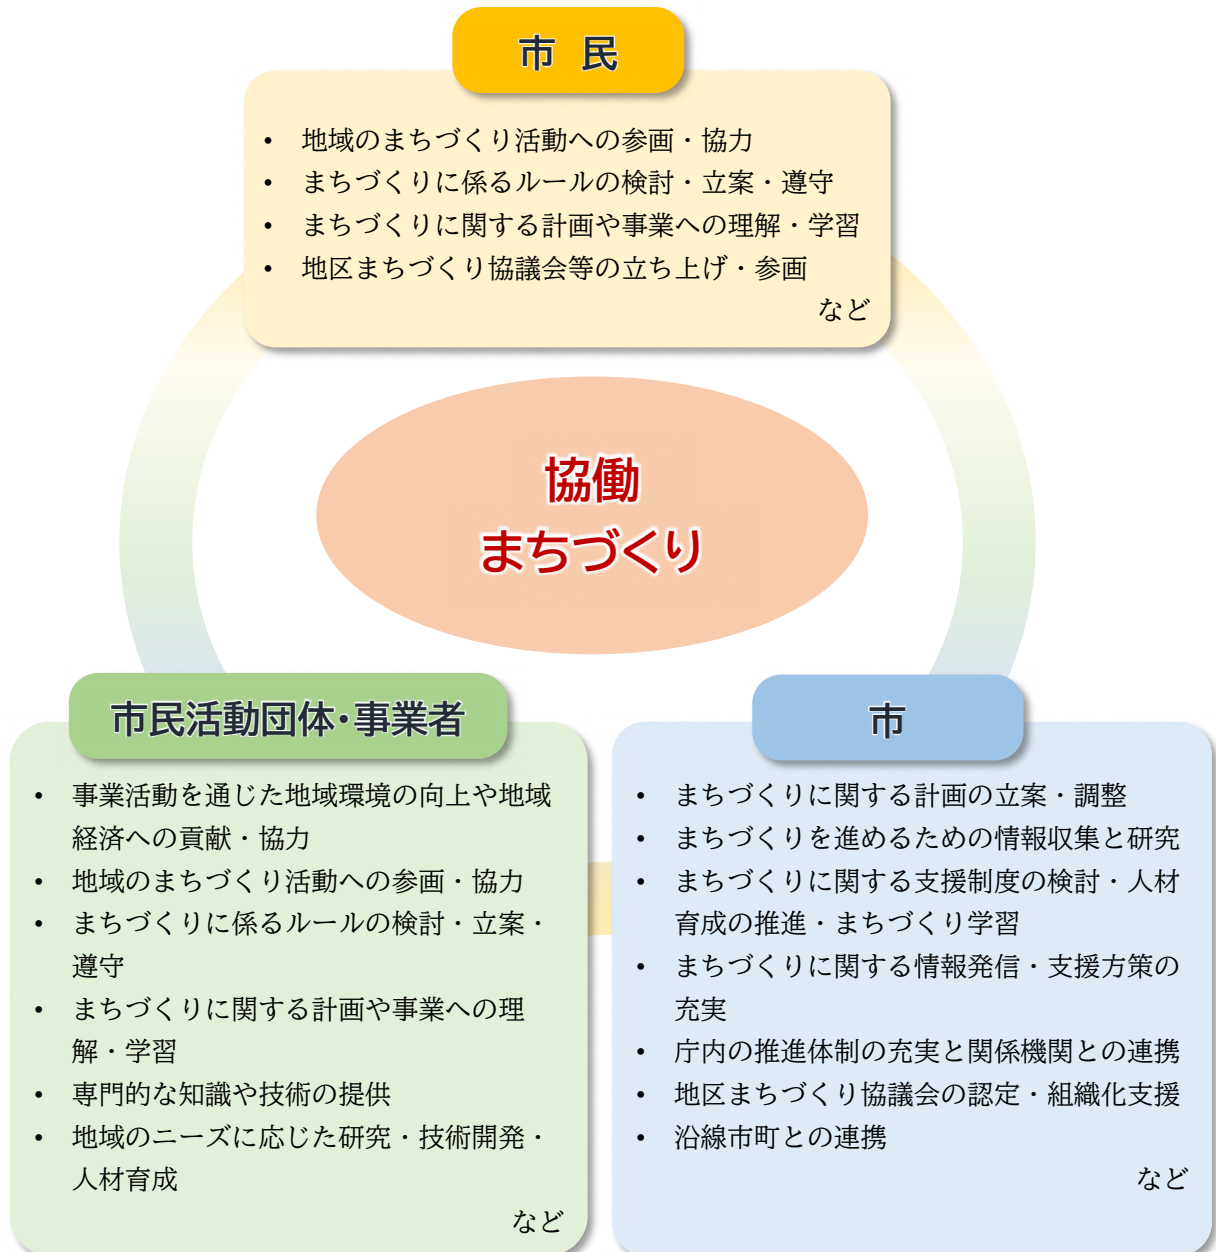 市 民
• 地域のまちづくり活動への参画・協力
• まちづくりに係るルールの検討・立案・遵守
• まちづくりに関する計画や事業への理解・学習
• 地区まちづくり協議会等の立ち上げ・参画
など
協働
まちづくり
市民活動団体・事業者
• 事業活動を通じた地域環境の向上や地域
経済への貢献・協力
• 地域のまちづくり活動への参画・協力
• まちづくりに係るルールの検討・立案・
遵守
• まちづくりに関する計画や事業への理
解・学習
• 専門的な知識や技術の提供
• 地域のニーズに応じた研究・技術開発・
人材育成
など
市
• まちづくりに関する計画の立案・調整
• まちづくりを進めるための情報収集と研究
• まちづくりに関する支援制度の検討・人材
育成の推進・まちづくり学習
• まちづくりに関する情報発信・支援方策の
充実
• 庁内の推進体制の充実と関係機関との連携
• 地区まちづくり協議会の認定・組織化支援
• 沿線市町との連携
など